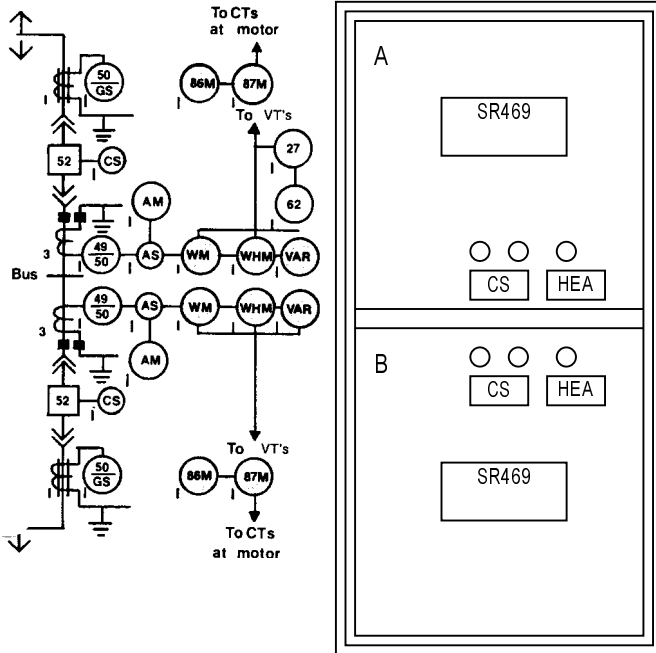 To CTs
at motor
50
GS
86M
87M
To VT's
52
CS
27
62
AM
3
49
50
AS
WM
WHM
VAR
Bus
49
50
AS
WM
WHM
VAR
3
AM
52
CS
To VT's
50
GS
86M
87M
To CTs
at motor
A
SR469
CS
HEA
B
CS
HEA
SR469